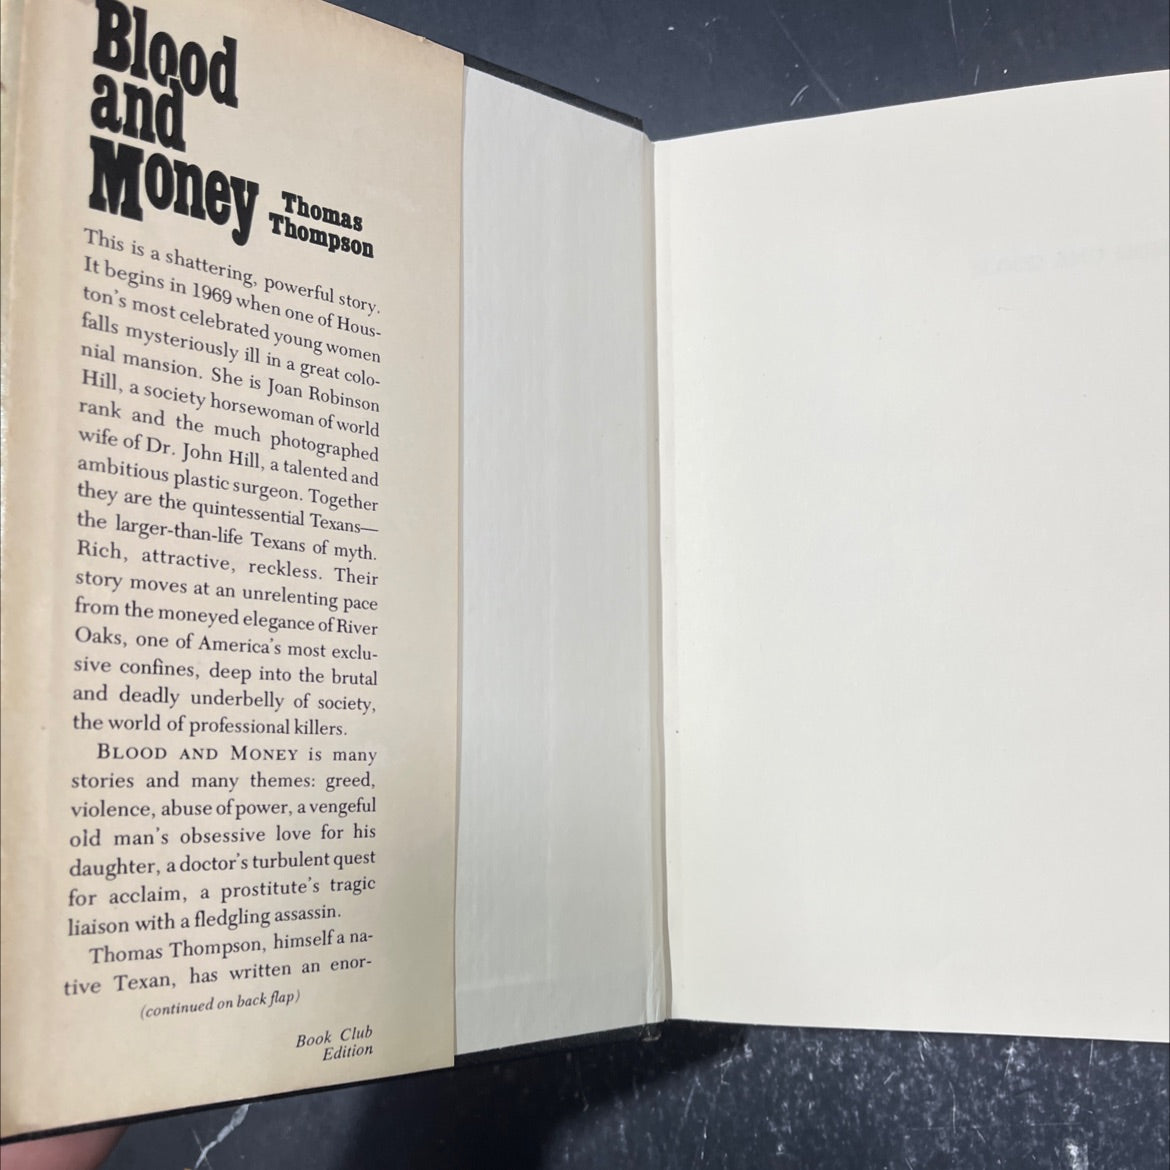 Blood
and
Money
Thomas
Thompson
This is a shattering, powerful story.
It begins in 1969 when one of Hous-
ton's most celebrated young women
falls mysteriously ill in a great colo-
nial mansion. She is Joan Robinson
Hill, a society horsewoman of world
rank and the much photographed
wife of Dr. John Hill, a talented and
ambitious plastic surgeon. Together
they are the quintessential Texans—
the larger-than-life Texans of myth.
Rich, attractive, reckless. Their
story moves at an unrelenting pace
from the moneyed elegance of River
Oaks, one of America's most exclu-
sive confines, deep into the brutal
and deadly underbelly of society,
the world of professional killers.
BLOOD AND MONEY is many
stories and many themes: greed,
violence, abuse of power, a vengeful
old man's obsessive love for his
daughter, a doctor's turbulent quest
for acclaim, a prostitute's tragic
liaison with a fledgling assassin.
Thomas Thompson, himself a na-
tive Texan, has written an enor-
(continued on back flap)
Book Club
Edition